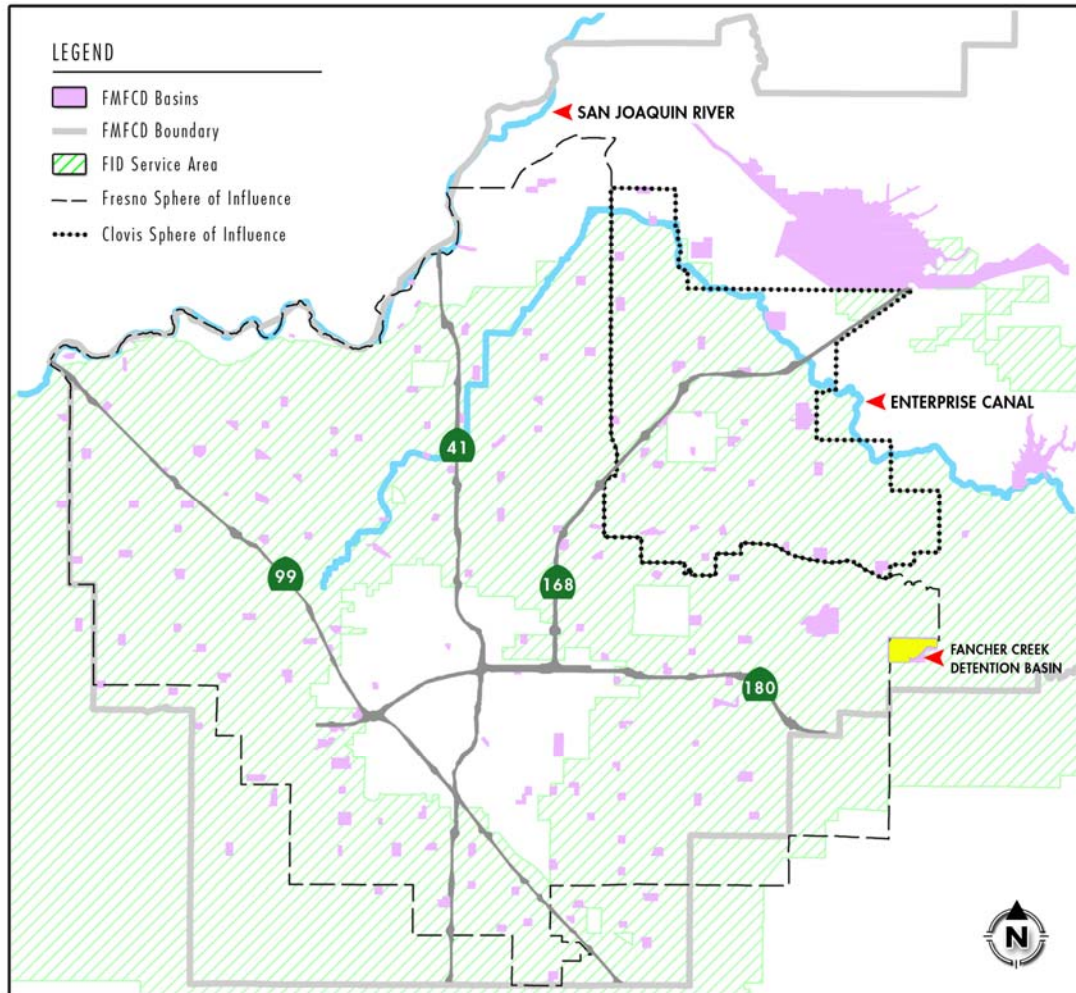 LEGEND
FMFCD Basins
FMFCD Boundary
FID Service Area
Fresno Sphere of Influence
Clovis Sphere of Influence
SAN JOAQUIN RIVER
ENTERPRISE CANAL
41
99
168
FANCHER CREEK
DETENTION BASIN
180
N